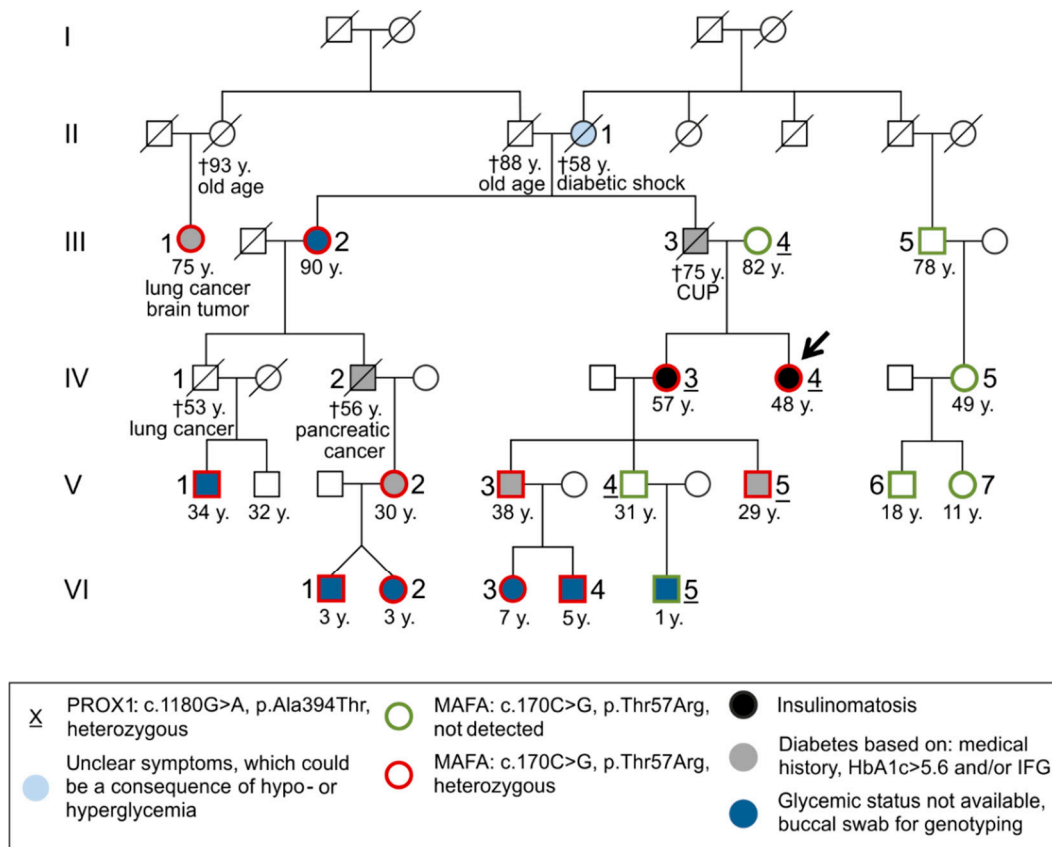 I
II
1
†93 y.
old age
†88 y.
old age
†58 y.
diabetic shock
III
1
2
3
4
5
75 y.
lung cancer
brain tumor
90 y.
†75 y.
CUP
82 y.
78 y.
IV
1
2
3
4
5
†53 y.
lung cancer
†56 y.
pancreatic
cancer
57 y.
48 y.
49 y.
V
1
2
3
4
5
6
7
34 y.
32 y.
30 y.
38 y.
31 y.
29 y.
18 y.
11 y.
VI
1
2
3
4
5
3 y.
3 y.
7 y.
5 y.
1 y.
X
PROX1: c.1180G>A, p.Ala394Thr,
heterozygous
Unclear symptoms, which could
be a consequence of hypo- or
hyperglycemia
MAFA: c.170C>G, p.Thr57Arg,
not detected
MAFA: c.170C>G, p.Thr57Arg,
heterozygous
Insulinomatosis
Diabetes based on: medical
history, HbA1c>5.6 and/or IFG
Glycemic status not available,
buccal swab for genotyping